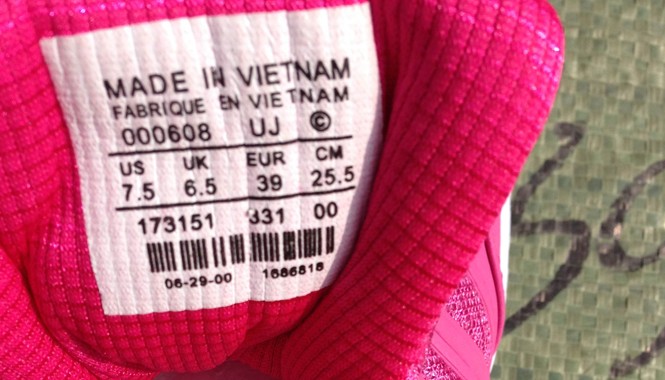 MADE IN VIETNAM
FABRIQUE EN VIETNAM
000608 UJ ©
US UK EUR CM
7.5 6.5 39 25.5
173151 331 00
06-29-00 1686818